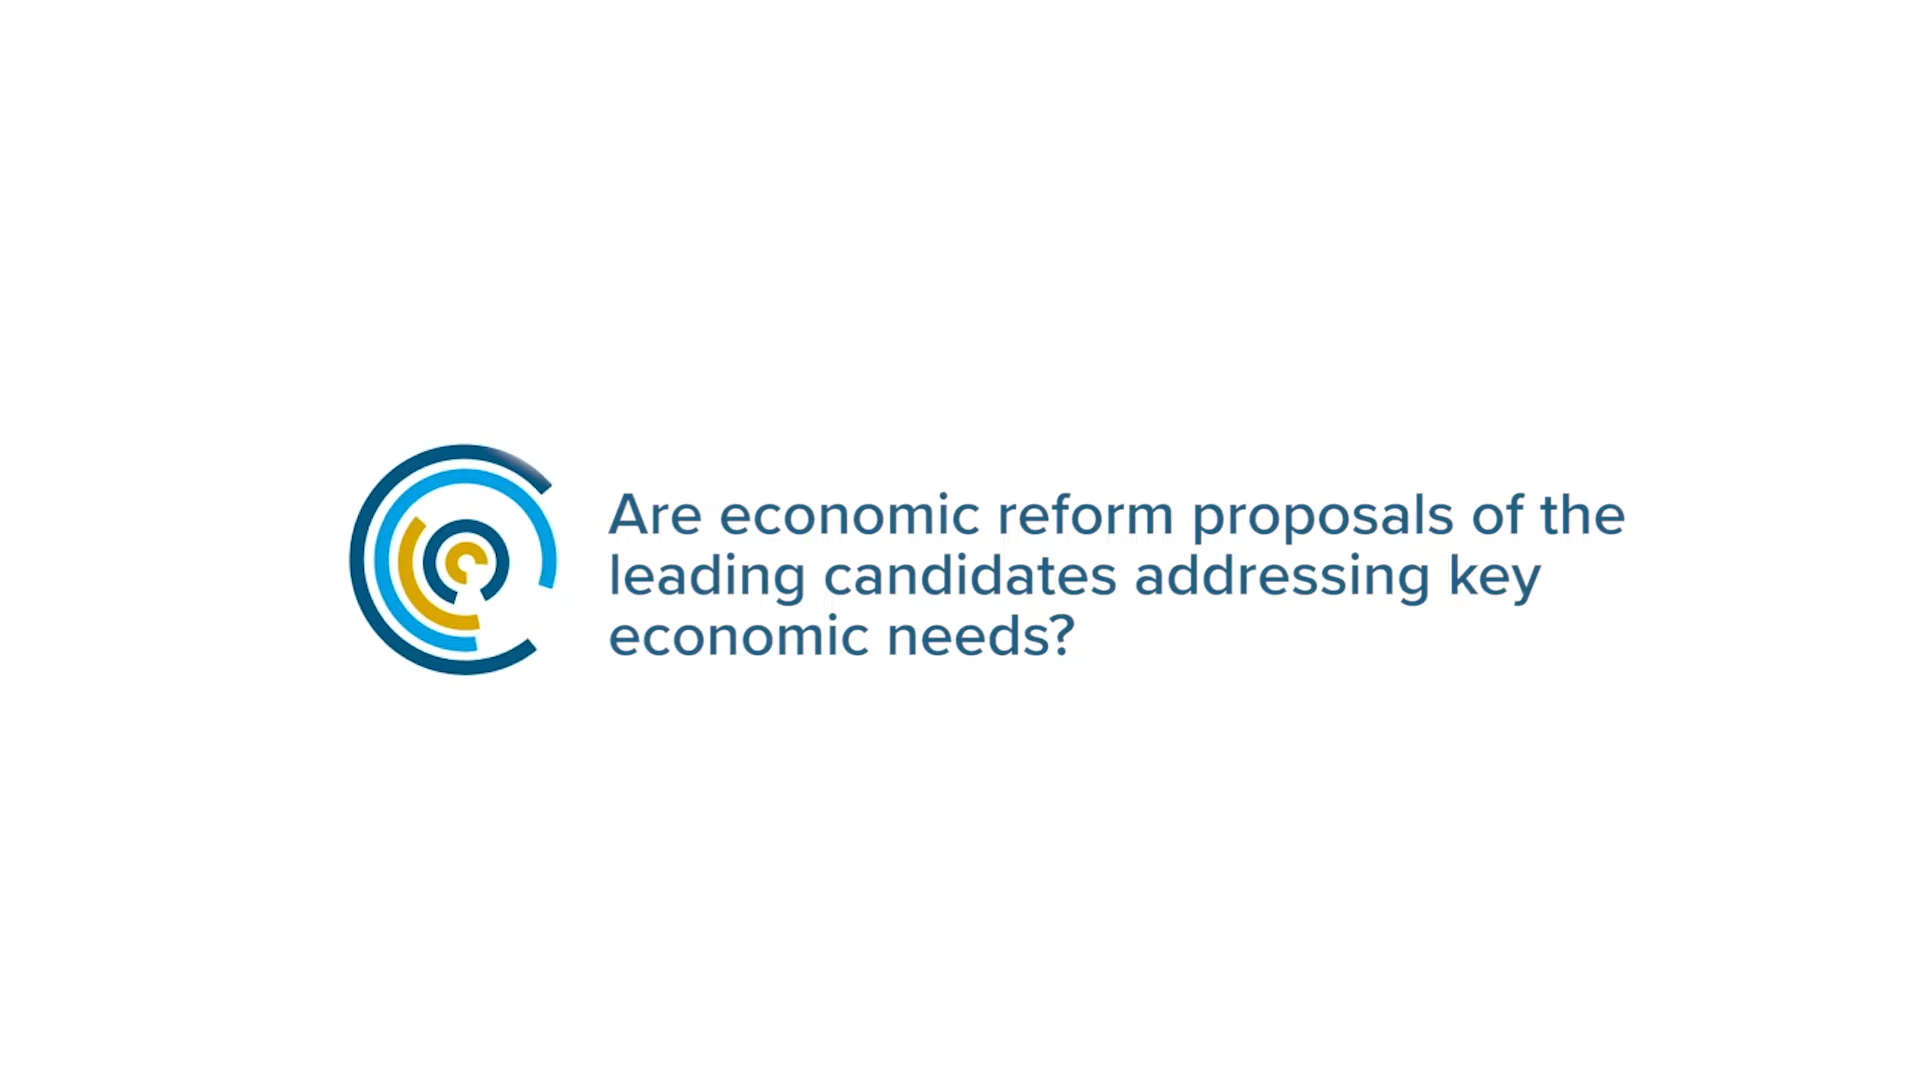 Are economic reform proposals of the
leading candidates addressing key
economic needs?